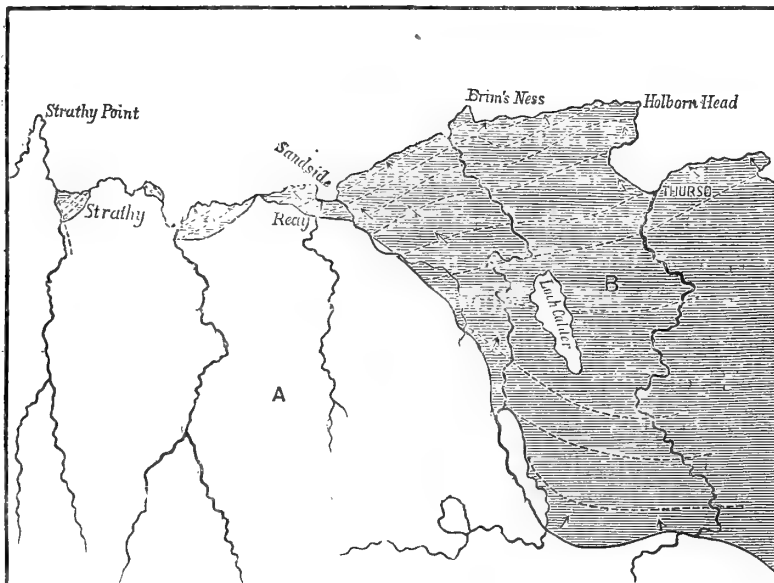 Strathy Point
Brim's Ness
Holborn Head
Sandside
THURSO
Strathy
Reay
Loch Calder
B
A